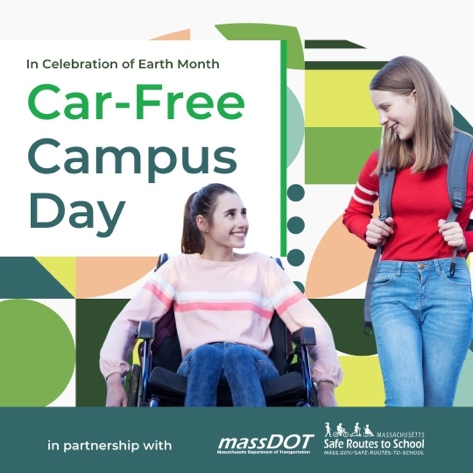 In Celebration of Earth Month
Car-Free
Campus
Day
in partnership with
massDOT
Massachusetts Department of Transportation
MASSACHUSETTS
Safe Routes to School
MASS.GOV/SAFE-ROUTES-TO-SCHOOL